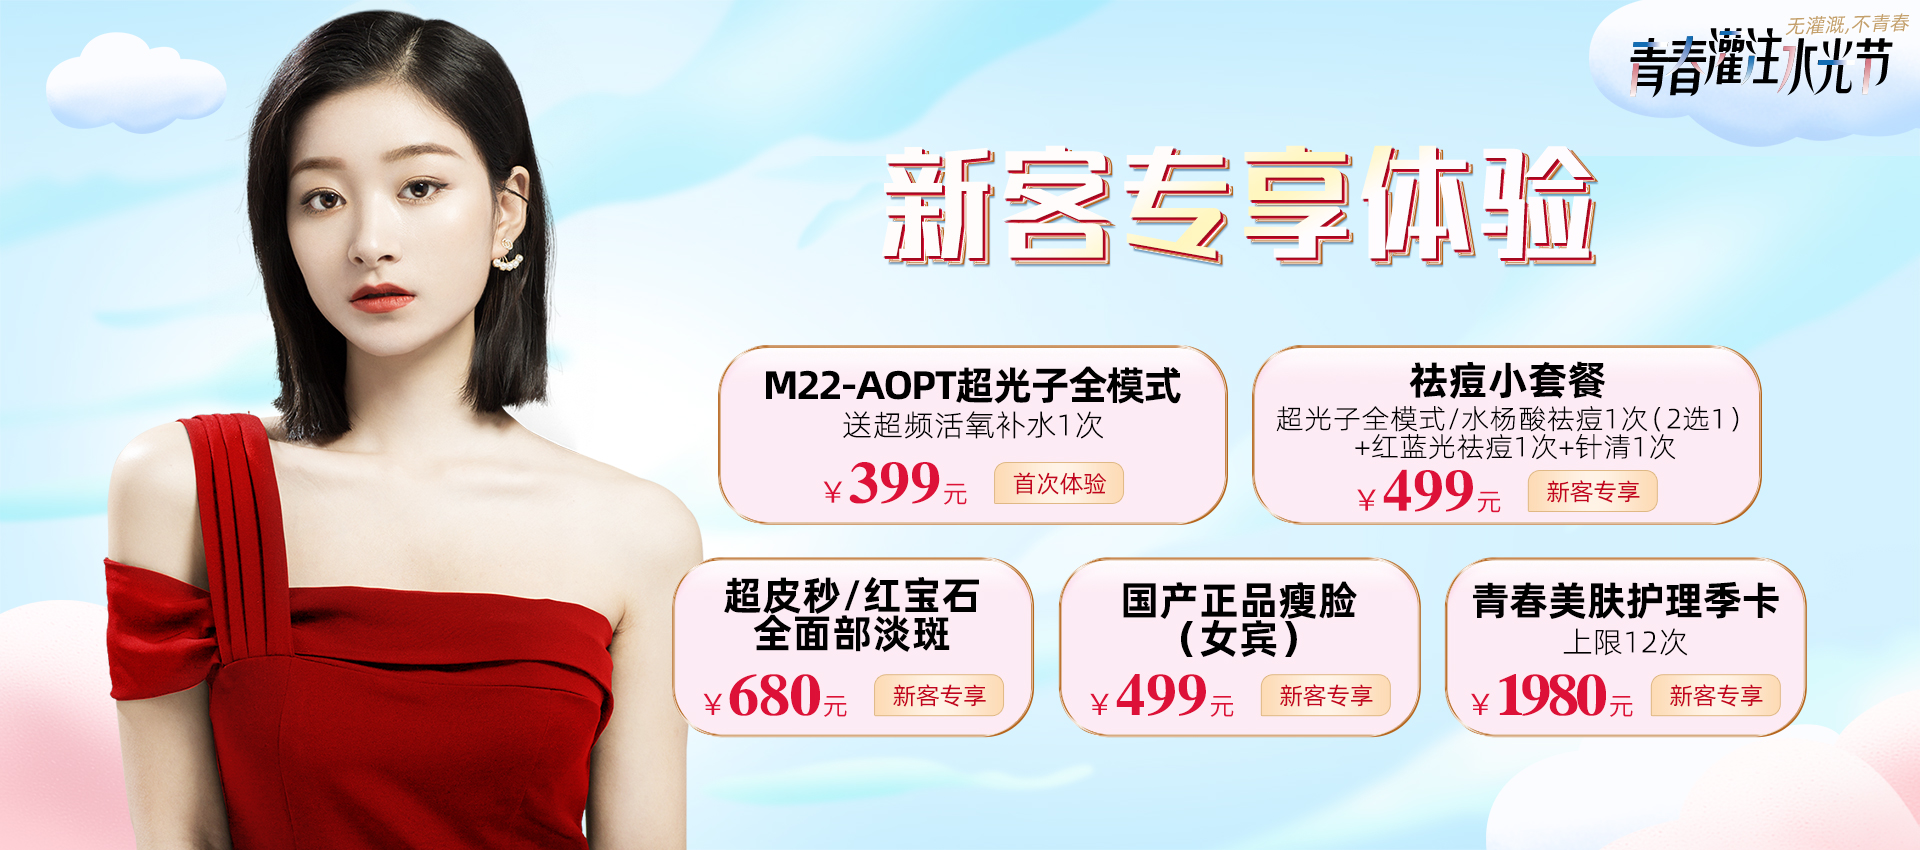 无灌溉,不青春
青春灌注水光节
新客专享体验
M22-AOPT超光子全模式
送超频活氧补水1次
¥399元 首次体验
祛痘小套餐
超光子全模式/水杨酸祛痘1次(2选1)
+红蓝光祛痘1次+针清1次
¥499元 新客专享
超皮秒/红宝石
全面部淡斑
¥680元 新客专享
国产正品瘦脸
(女宾)
¥499元 新客专享
青春美肤护理季卡
上限12次
¥1980元 新客专享